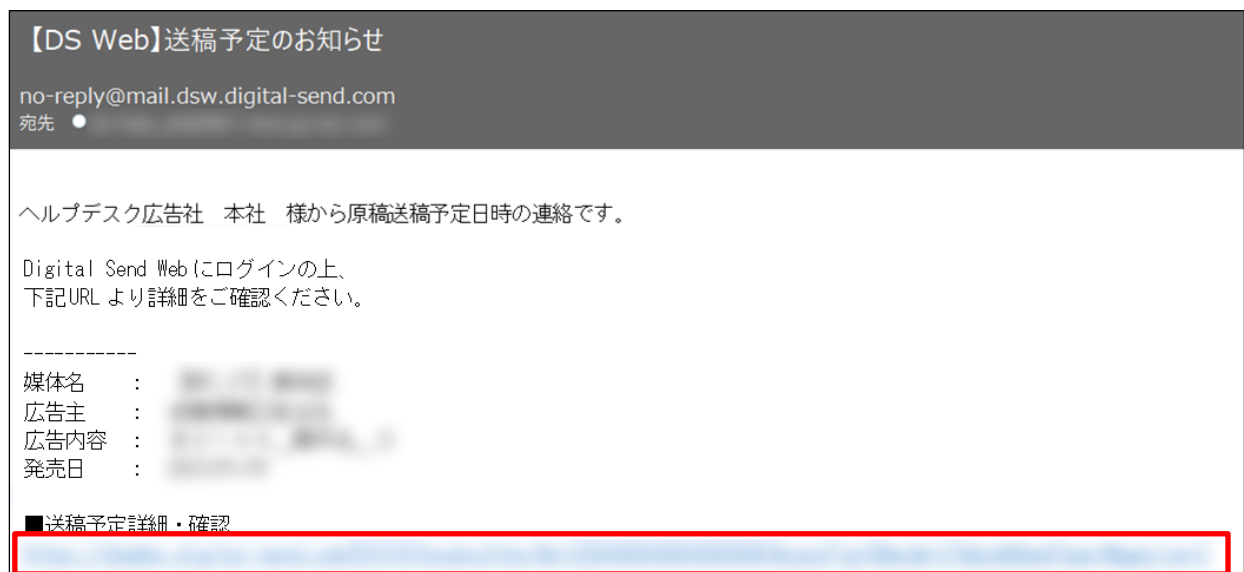 【DS Web】送稿予定のお知らせ
no-reply@mail.dsw.digital-send.com
宛先
ヘルプデスク広告社　本社　様から原稿送稿予定日時の連絡です。
Digital Send Webにログインの上、
下記URLより詳細をご確認ください。
-----------
媒体名　：
広告主　：
広告内容　：
発売日　：
■送稿予定詳細・確認